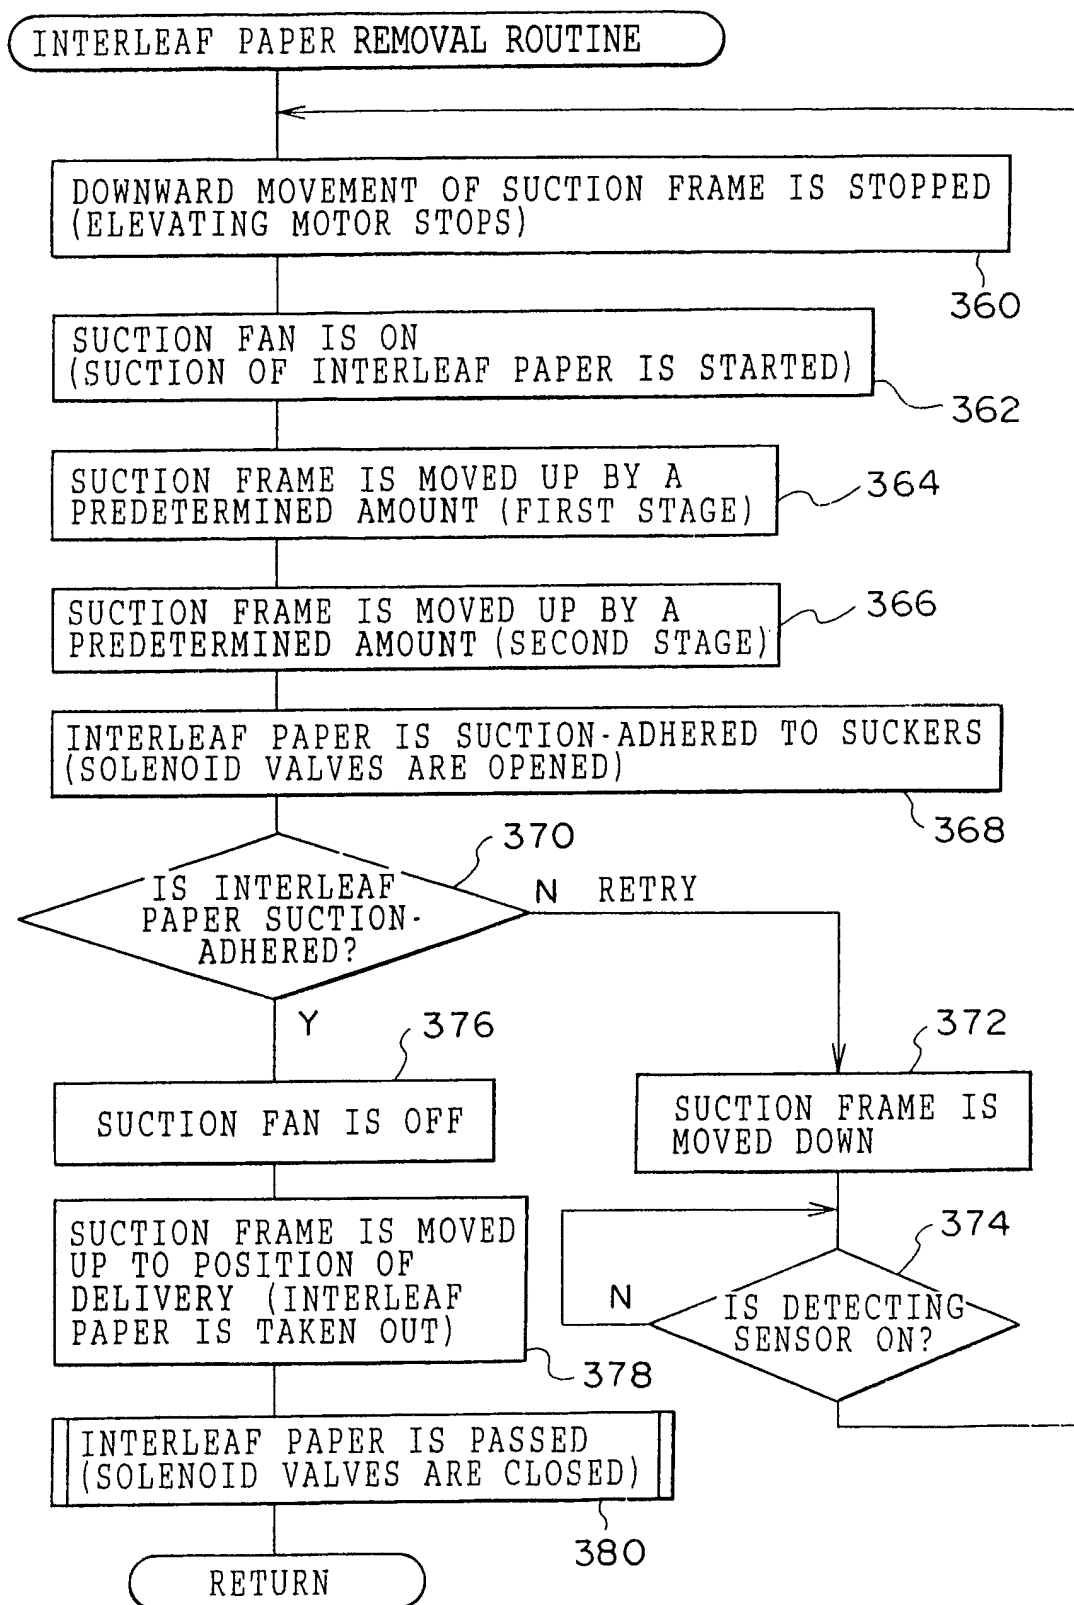 INTERLEAF PAPER REMOVAL ROUTINE
DOWNWARD MOVEMENT OF SUCTION FRAME IS STOPPED
(ELEVATING MOTOR STOPS)
360
SUCTION FAN IS ON
(SUCTION OF INTERLEAF PAPER IS STARTED)
362
SUCTION FRAME IS MOVED UP BY A
PREDETERMINED AMOUNT (FIRST STAGE)
364
SUCTION FRAME IS MOVED UP BY A
PREDETERMINED AMOUNT (SECOND STAGE)
366
INTERLEAF PAPER IS SUCTION-ADHERED TO SUCKERS
(SOLENOID VALVES ARE OPENED)
368
370
IS INTERLEAF
PAPER SUCTION-
ADHERED?
N RETRY
Y
376
SUCTION FAN IS OFF
372
SUCTION FRAME IS
MOVED DOWN
374
IS DETECTING
SENSOR ON?
N
SUCTION FRAME IS MOVED
UP TO POSITION OF
DELIVERY (INTERLEAF
PAPER IS TAKEN OUT)
378
INTERLEAF PAPER IS PASSED
(SOLENOID VALVES ARE CLOSED)
380
RETURN